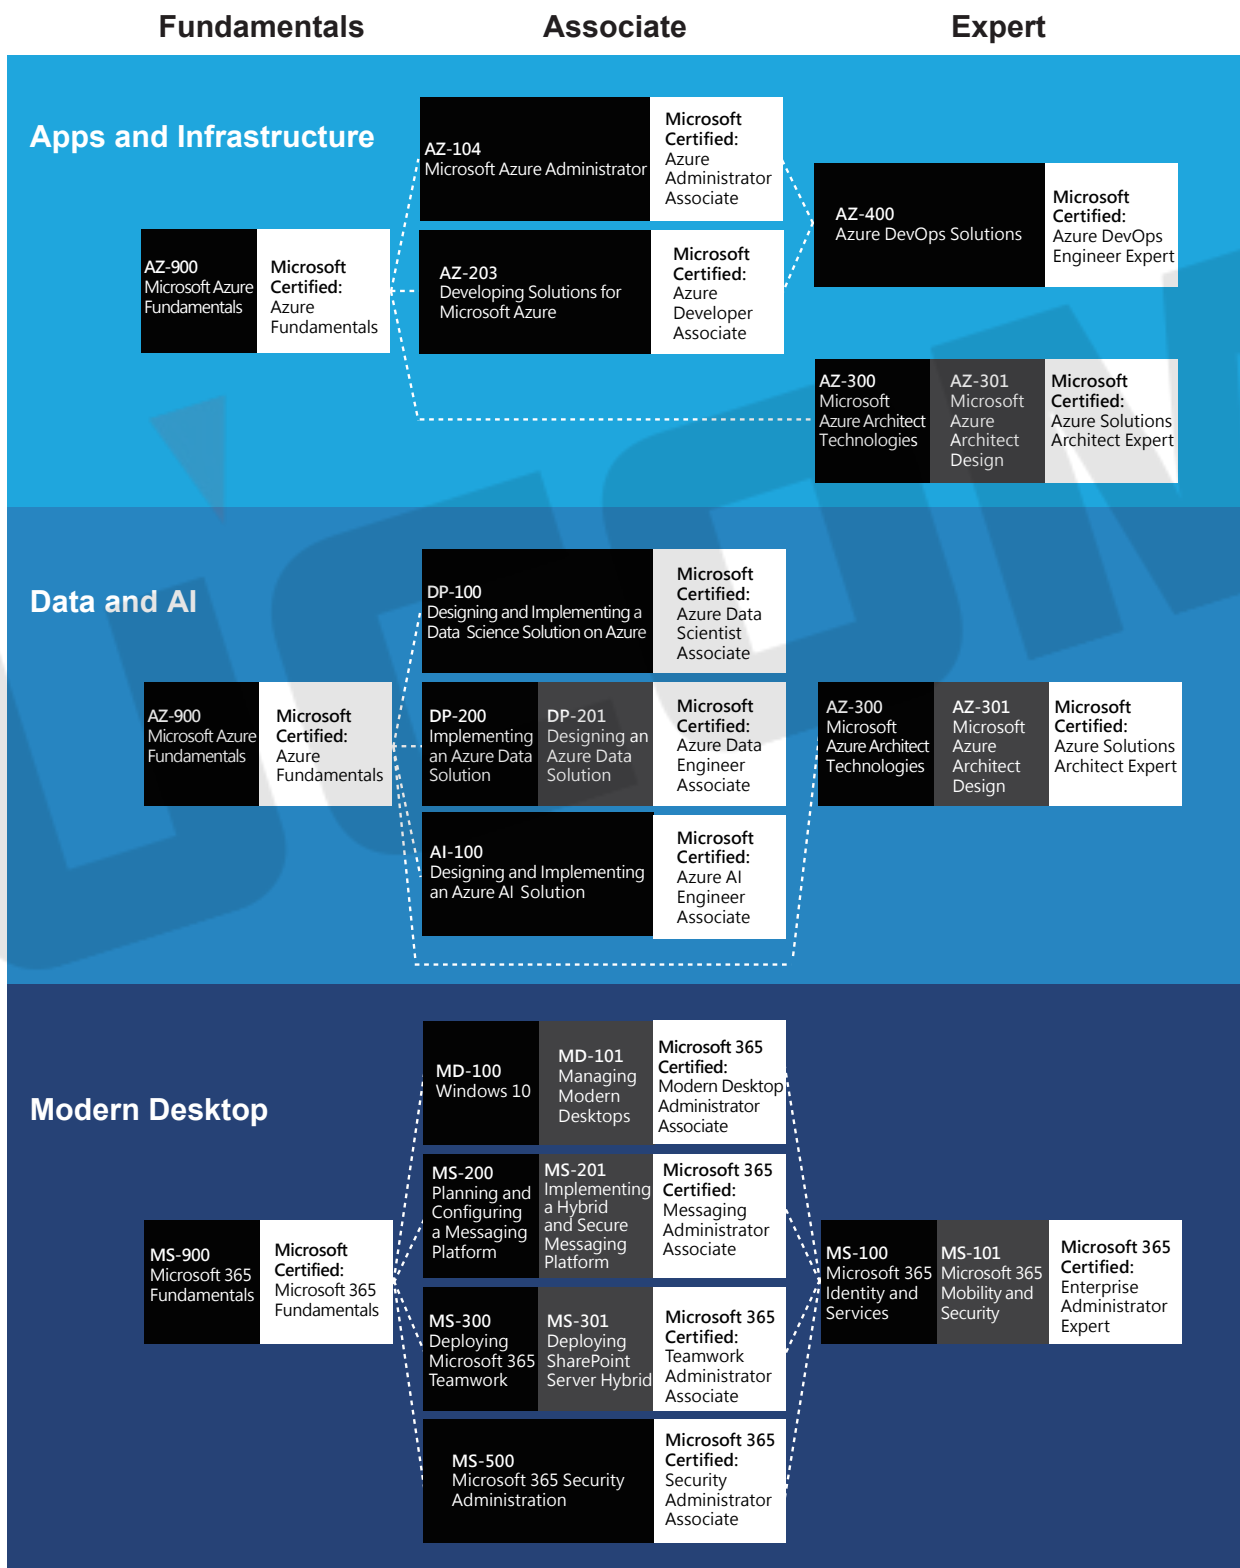 Fundamentals
Associate
Expert
Apps and Infrastructure
AZ-900
Microsoft Azure
Fundamentals
Microsoft
Certified:
Azure
Fundamentals
AZ-104
Microsoft Azure Administrator
Microsoft
Certified:
Azure
Administrator
Associate
AZ-203
Developing Solutions for
Microsoft Azure
Microsoft
Certified:
Azure
Developer
Associate
AZ-400
Azure DevOps Solutions
Microsoft
Certified:
Azure DevOps
Engineer Expert
AZ-300
Microsoft
Azure Architect
Technologies
AZ-301
Microsoft
Azure
Architect
Design
Microsoft
Certified:
Azure Solutions
Architect Expert
Data and AI
AZ-900
Microsoft Azure
Fundamentals
Microsoft
Certified:
Azure
Fundamentals
DP-100
Designing and Implementing a
Data Science Solution on Azure
Microsoft
Certified:
Azure Data
Scientist
Associate
DP-200
Implementing
an Azure Data
Solution
DP-201
Designing an
Azure Data
Solution
Microsoft
Certified:
Azure Data
Engineer
Associate
AI-100
Designing and Implementing
an Azure AI Solution
Microsoft
Certified:
Azure AI
Engineer
Associate
AZ-300
Microsoft
Azure Architect
Technologies
AZ-301
Microsoft
Azure
Architect
Design
Microsoft
Certified:
Azure Solutions
Architect Expert
Modern Desktop
MS-900
Microsoft 365
Fundamentals
Microsoft
Certified:
Microsoft 365
Fundamentals
MD-100
Windows 10
MD-101
Managing
Modern
Desktops
Microsoft 365
Certified:
Modern Desktop
Administrator
Associate
MS-200
Planning and
Configuring
a Messaging
Platform
MS-201
Implementing
a Hybrid
and Secure
Messaging
Platform
Microsoft 365
Certified:
Messaging
Administrator
Associate
MS-300
Deploying
Microsoft 365
Teamwork
MS-301
Deploying
SharePoint
Server Hybrid
Microsoft 365
Certified:
Teamwork
Administrator
Associate
MS-500
Microsoft 365 Security
Administration
Microsoft 365
Certified:
Security
Administrator
Associate
MS-100
Microsoft 365
Identity and
Services
MS-101
Microsoft 365
Mobility and
Security
Microsoft 365
Certified:
Enterprise
Administrator
Expert